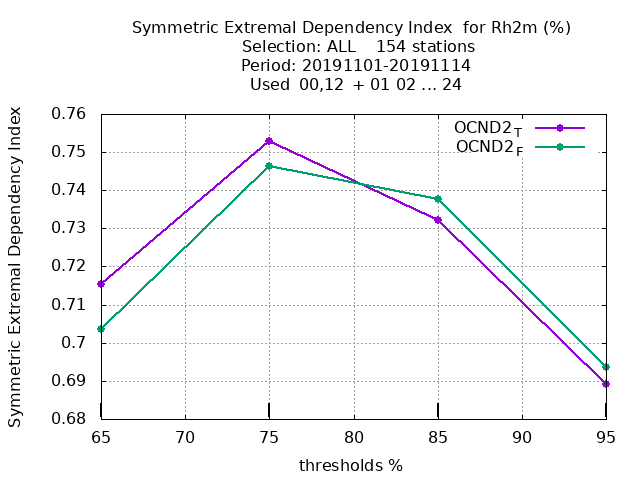 Symmetric Extremal Dependency Index  for Rh2m (%)
Selection: ALL    154 stations
Period: 20191101-20191114
Used  00,12  + 01 02 ... 24
Symmetric Extremal Dependency Index
0.76
0.75
0.74
0.73
0.72
0.71
0.7
0.69
0.68
OCND2T
OCND2F
65 70 75 80 85 90 95
thresholds %